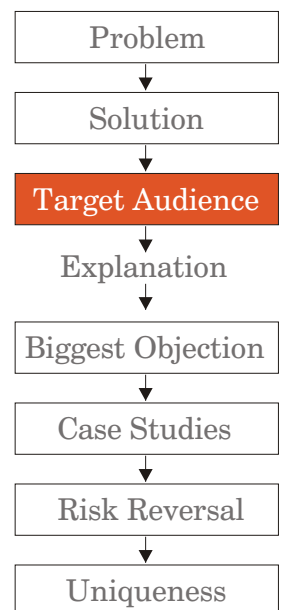 Problem
Solution
Target Audience
Explanation
Biggest Objection
Case Studies
Risk Reversal
Uniqueness